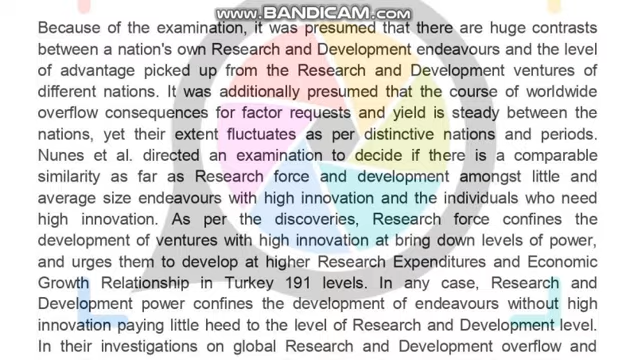 www.BANDICAM.com
Because of the examination, it was presumed that there are huge contrasts
between a nation's own Research and Development endeavours and the level
of advantage picked up from the Research and Development ventures of
different nations. It was additionally presumed that the course of worldwide
overflow consequences for factor requests and yield is steady between the
nations, yet their extent fluctuates as per distinctive nations and periods.
Nunes et al. directed an examination to decide if there is a comparable
similarity as far as Research force and development amongst little and
average size endeavours with high innovation and the individuals who need
high innovation. As per the discoveries, Research force confines the
development of ventures with high innovation at bring down levels of power,
and urges them to develop at higher Research Expenditures and Economic
Growth Relationship in Turkey 191 levels. In any case, Research and
Development power confines the development of endeavours without high
innovation paying little heed to the level of Research and Development level.
In their investigations on global Research and Development overflow and